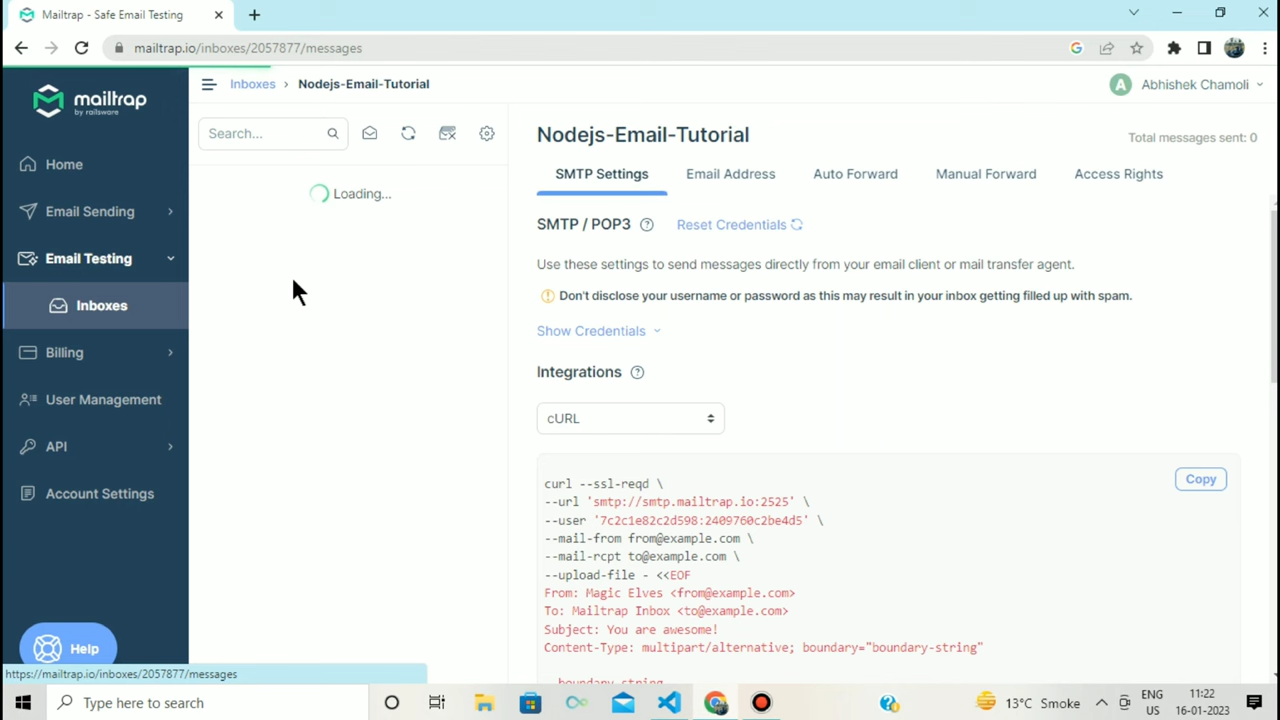 Mailtrap - Safe Email Testing
mailtrap.io/inboxes/2057877/messages
mailtrap
by railsware
Home
Email Sending
Email Testing
Inboxes
Billing
User Management
API
Account Settings
Help
https://mailtrap.io/inboxes/2057877/messages
Inboxes › Nodejs-Email-Tutorial
A Abhishek Chamoli
Search...
Loading...
Nodejs-Email-Tutorial
Total messages sent: 0
SMTP Settings Email Address Auto Forward Manual Forward Access Rights
SMTP / POP3 ? Reset Credentials
Use these settings to send messages directly from your email client or mail transfer agent.
Don't disclose your username or password as this may result in your inbox getting filled up with spam.
Show Credentials
Integrations ?
cURL
Copy
curl --ssl-reqd \
--url 'smtp://smtp.mailtrap.io:2525' \
--user '7c2c1e82c2d598:2409760c2be4d5' \
--mail-from from@example.com \
--mail-rcpt to@example.com \
--upload-file - <<EOF
From: Magic Elves <from@example.com>
To: Mailtrap Inbox <to@example.com>
Subject: You are awesome!
Content-Type: multipart/alternative; boundary="boundary-string"
--boundary-string
Type here to search
13°C Smoke
ENG
US
11:22
16-01-2023